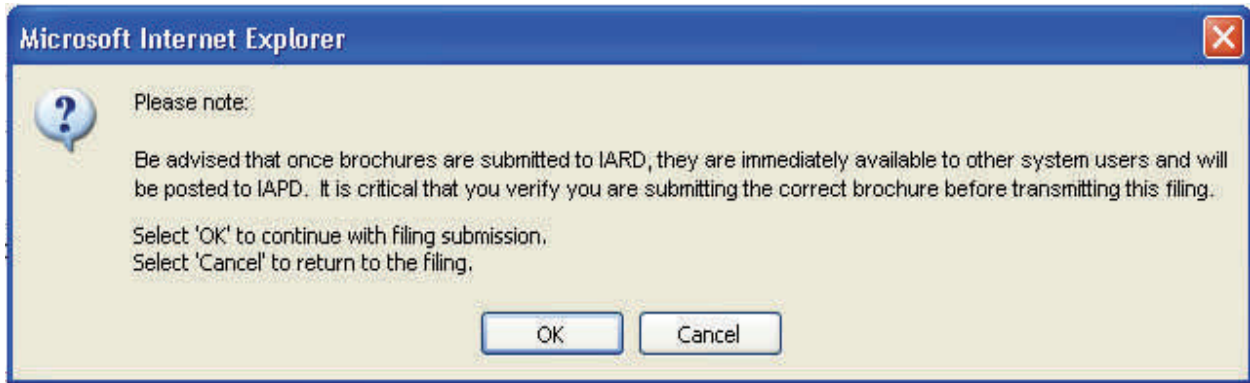 Microsoft Internet Explorer
Please note:
Be advised that once brochures are submitted to IARD, they are immediately available to other system users and will
be posted to IAPD.  It is critical that you verify you are submitting the correct brochure before transmitting this filing.
Select 'OK' to continue with filing submission.
Select 'Cancel' to return to the filing.
OK
Cancel